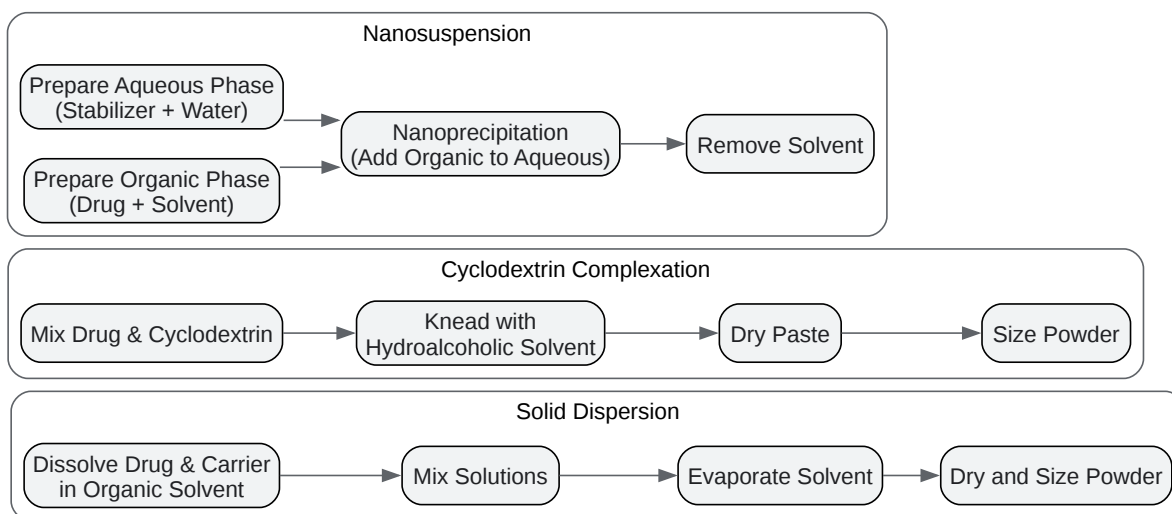 Nanosuspension
Prepare Aqueous Phase
(Stabilizer + Water)
Prepare Organic Phase
(Drug + Solvent)
Nanoprecipitation
(Add Organic to Aqueous)
Remove Solvent
Cyclodextrin Complexation
Mix Drug & Cyclodextrin
Knead with
Hydroalcoholic Solvent
Dry Paste
Size Powder
Solid Dispersion
Dissolve Drug & Carrier
in Organic Solvent
Mix Solutions
Evaporate Solvent
Dry and Size Powder